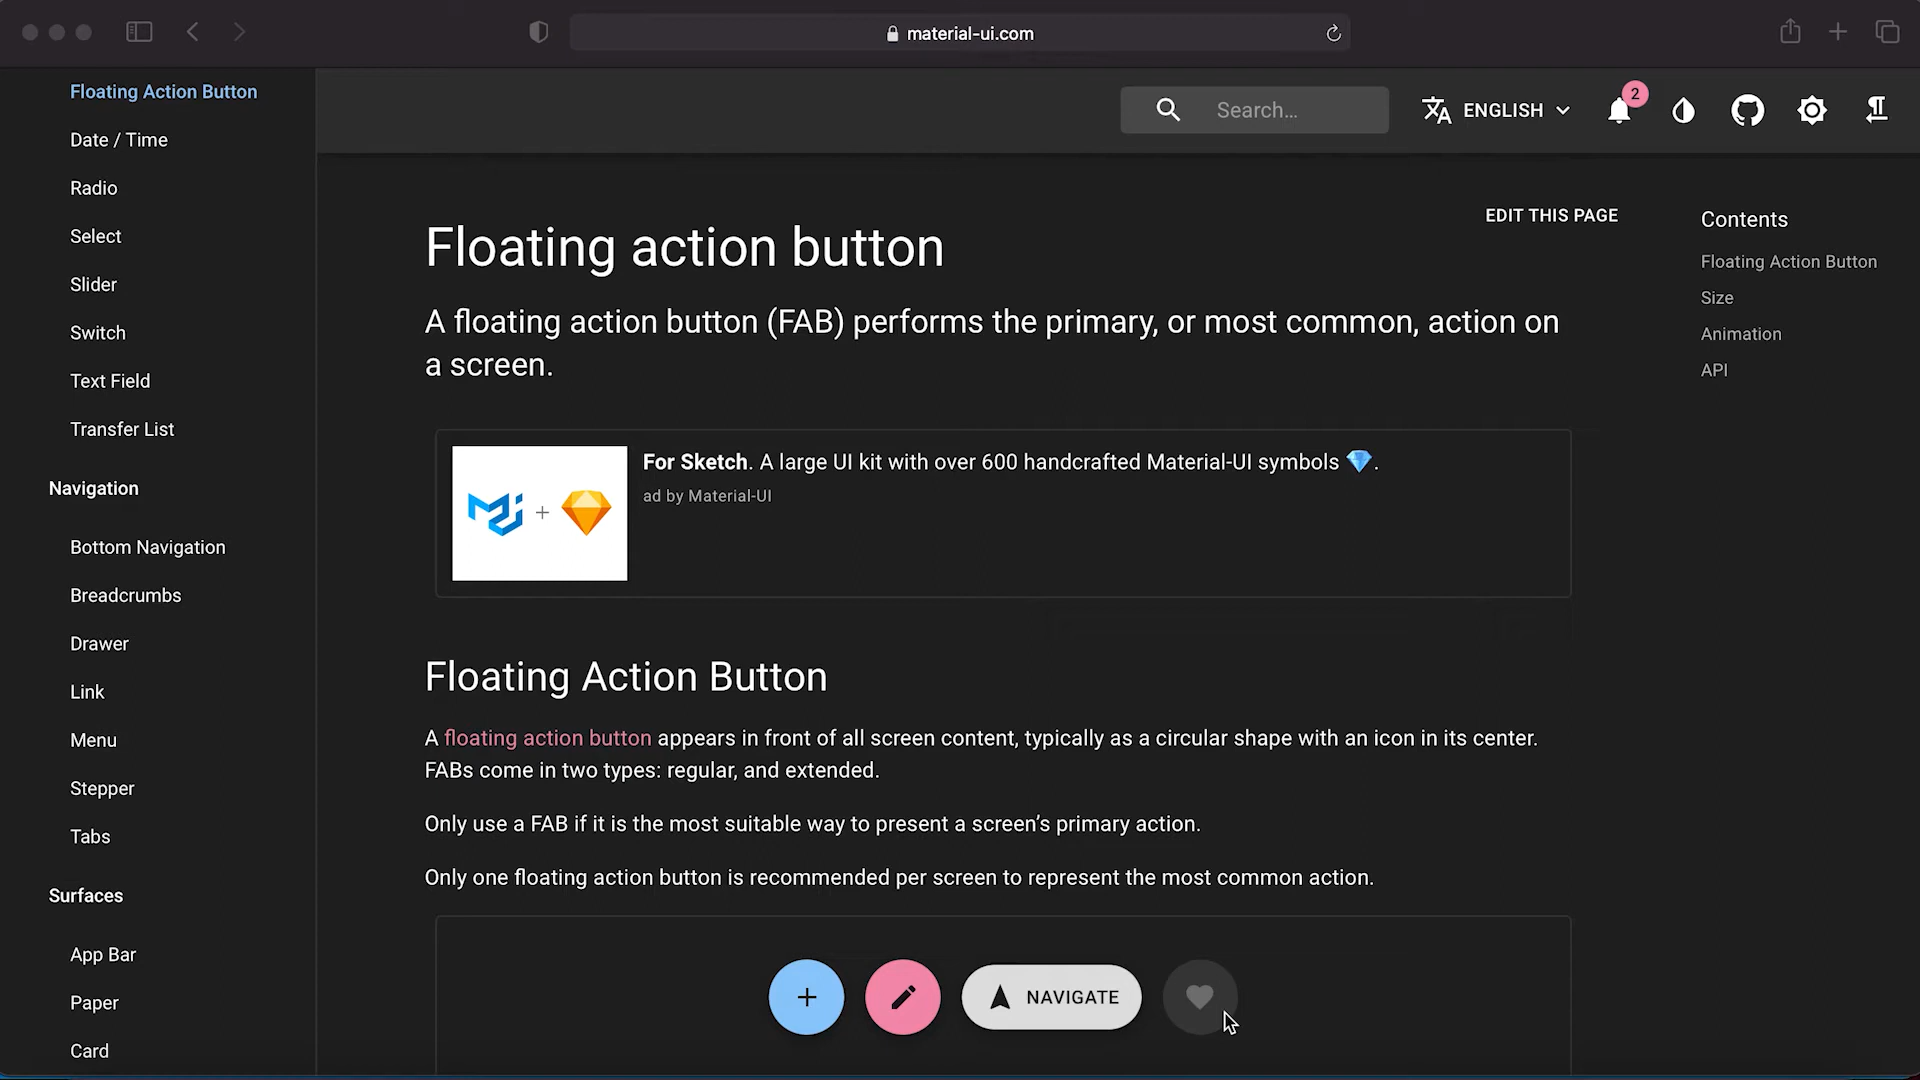 material-ui.com
Floating Action Button
Date / Time
Radio
Select
Slider
Switch
Text Field
Transfer List
Navigation
Bottom Navigation
Breadcrumbs
Drawer
Link
Menu
Stepper
Tabs
Surfaces
App Bar
Paper
Card
Search…
ENGLISH
2
EDIT THIS PAGE
Floating action button
A floating action button (FAB) performs the primary, or most common, action on
a screen.
For Sketch. A large UI kit with over 600 handcrafted Material-UI symbols 💎.
ad by Material-UI
Floating Action Button
A floating action button appears in front of all screen content, typically as a circular shape with an icon in its center.
FABs come in two types: regular, and extended.
Only use a FAB if it is the most suitable way to present a screen’s primary action.
Only one floating action button is recommended per screen to represent the most common action.
NAVIGATE
Contents
Floating Action Button
Size
Animation
API